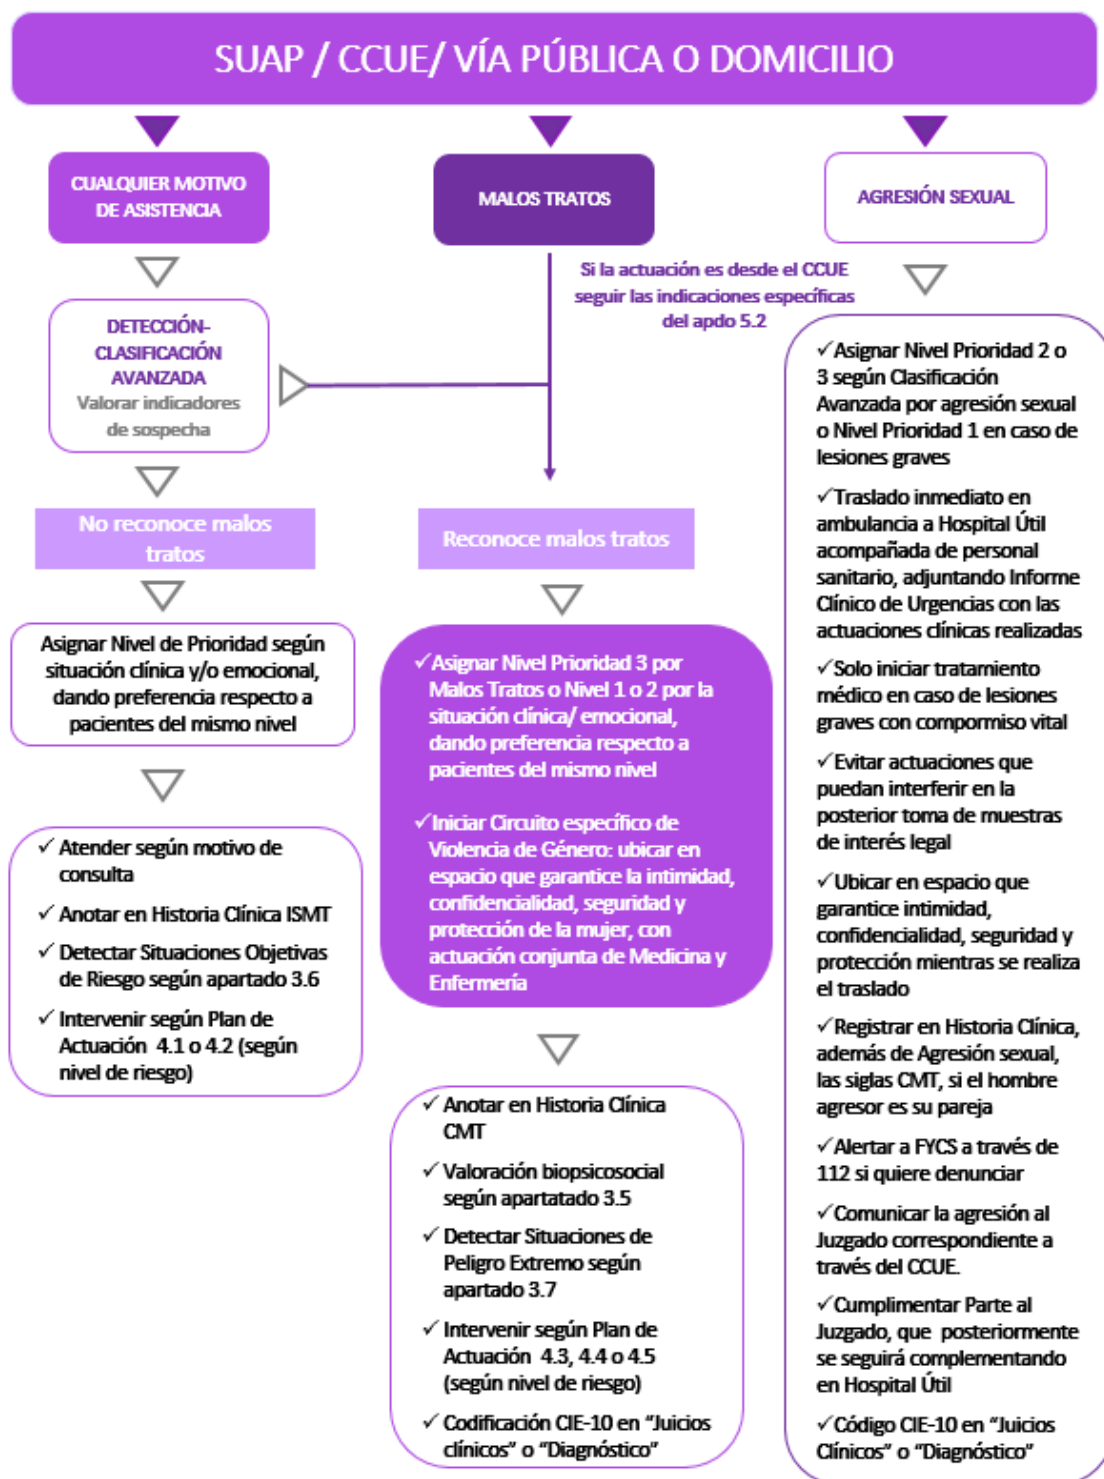 SUAP / CCUE/ VÍA PÚBLICA O DOMICILIO
CUALQUIER MOTIVO
DE ASISTENCIA
DETECCIÓN-
CLASIFICACIÓN
AVANZADA
Valorar indicadores
de sospecha
No reconoce malos
tratos
Asignar Nivel de Prioridad según
situación clínica y/o emocional,
dando preferencia respecto a
pacientes del mismo nivel
✓ Atender según motivo de
consulta
✓ Anotar en Historia Clínica ISMT
✓ Detectar Situaciones Objetivas
de Riesgo según apartado 3.6
✓ Intervenir según Plan de
Actuación 4.1 o 4.2 (según
nivel de riesgo)
MALOS TRATOS
Si la actuación es desde el CCUE
seguir las indicaciones específicas
del apdo 5.2
Reconoce malos tratos
✓Asignar Nivel Prioridad 3 por
Malos Tratos o Nivel 1 o 2 por la
situación clínica/ emocional,
dando preferencia respecto a
pacientes del mismo nivel
✓Iniciar Circuito específico de
Violencia de Género: ubicar en
espacio que garantice la intimidad,
confidencialidad, seguridad y
protección de la mujer, con
actuación conjunta de Medicina y
Enfermería
✓ Anotar en Historia Clínica
CMT
✓ Valoración biopsicosocial
según apartatado 3.5
✓ Detectar Situaciones de
Peligro Extremo según
apartado 3.7
✓ Intervenir según Plan de
Actuación 4.3, 4.4 o 4.5
(según nivel de riesgo)
✓ Codificación CIE-10 en "Juicios
clínicos" o "Diagnóstico"
AGRESIÓN SEXUAL
✓Asignar Nivel Prioridad 2 o
3 según Clasificación
Avanzada por agresión sexual
o Nivel Prioridad 1 en caso de
lesiones graves
✓Traslado inmediato en
ambulancia a Hospital Útil
acompañada de personal
sanitario, adjuntando Informe
Clínico de Urgencias con las
actuaciones clínicas realizadas
✓Solo iniciar tratamiento
médico en caso de lesiones
graves con compormiso vital
✓Evitar actuaciones que
puedan interferir en la
posterior toma de muestras
de interés legal
✓Ubicar en espacio que
garantice intimidad,
confidencialidad, seguridad y
protección mientras se realiza
el traslado
✓Registrar en Historia Clínica,
además de Agresión sexual,
las siglas CMT, si el hombre
agresor es su pareja
✓Alertar a FYCS a través de
112 si quiere denunciar
✓Comunicar la agresión al
Juzgado correspondiente a
través del CCUE.
✓Cumplimentar Parte al
Juzgado, que posteriormente
se seguirá complementando
en Hospital Útil
✓Código CIE-10 en "Juicios
Clínicos" o "Diagnóstico"